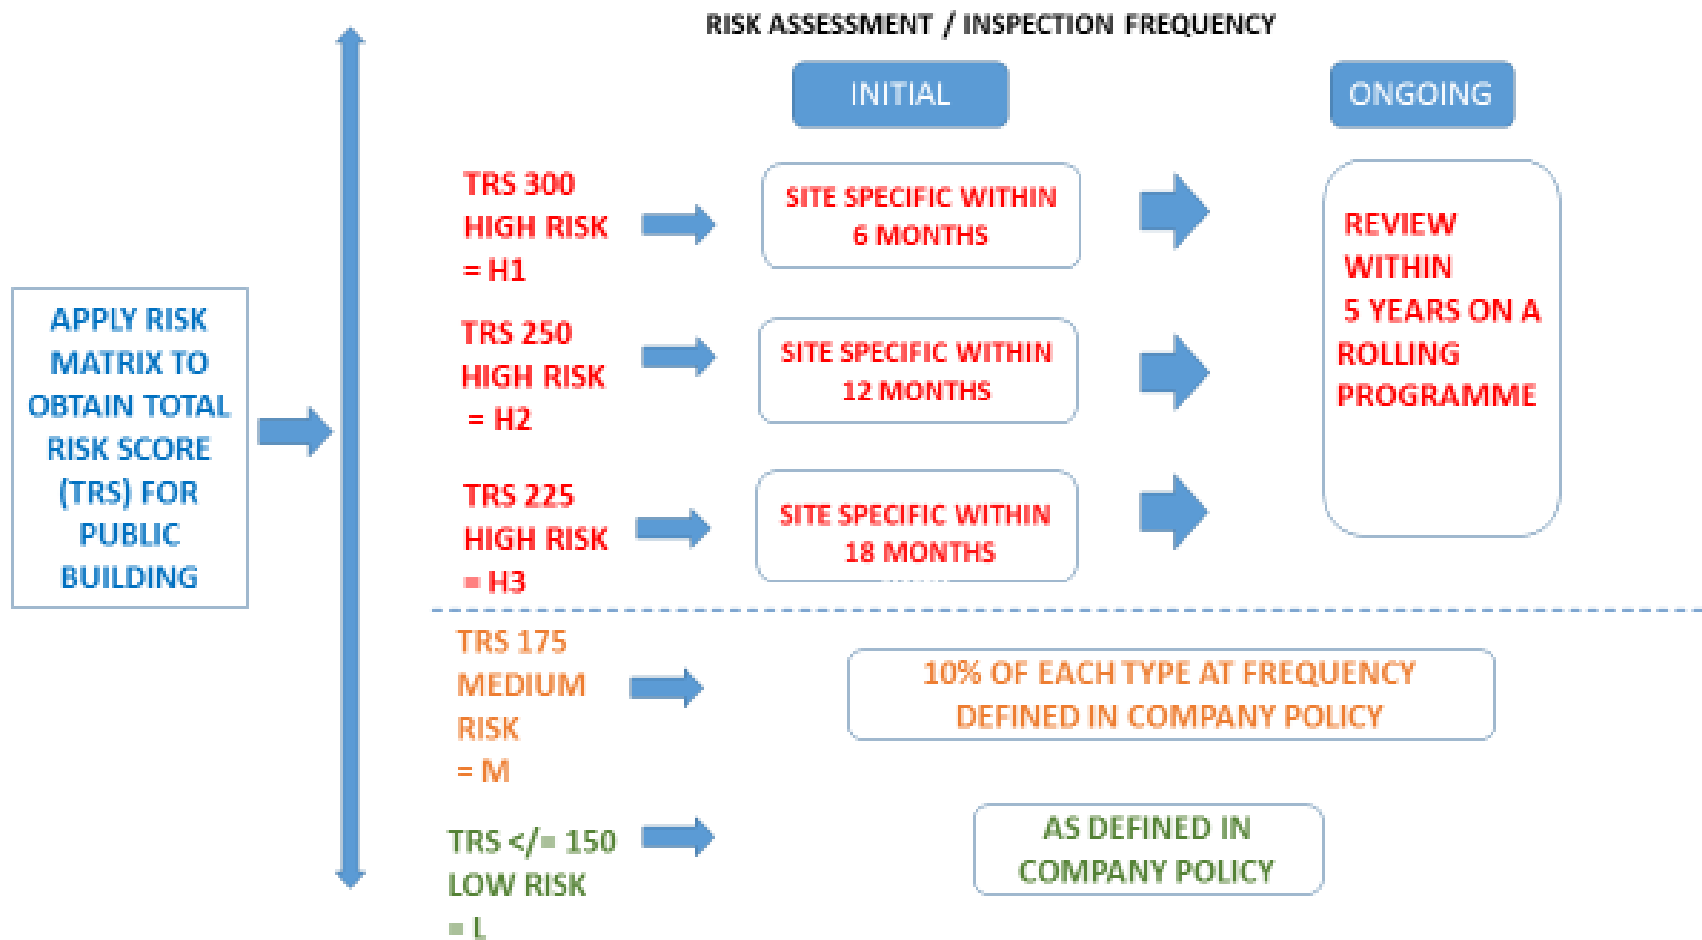 RISK ASSESSMENT / INSPECTION FREQUENCY
INITIAL
ONGOING
APPLY RISK
MATRIX TO
OBTAIN TOTAL
RISK SCORE
(TRS) FOR
PUBLIC
BUILDING
TRS 300
HIGH RISK
= H1
SITE SPECIFIC WITHIN
6 MONTHS
TRS 250
HIGH RISK
= H2
SITE SPECIFIC WITHIN
12 MONTHS
TRS 225
HIGH RISK
= H3
SITE SPECIFIC WITHIN
18 MONTHS
REVIEW
WITHIN
5 YEARS ON A
ROLLING
PROGRAMME
TRS 175
MEDIUM
RISK
= M
10% OF EACH TYPE AT FREQUENCY
DEFINED IN COMPANY POLICY
TRS </= 150
LOW RISK
= L
AS DEFINED IN
COMPANY POLICY